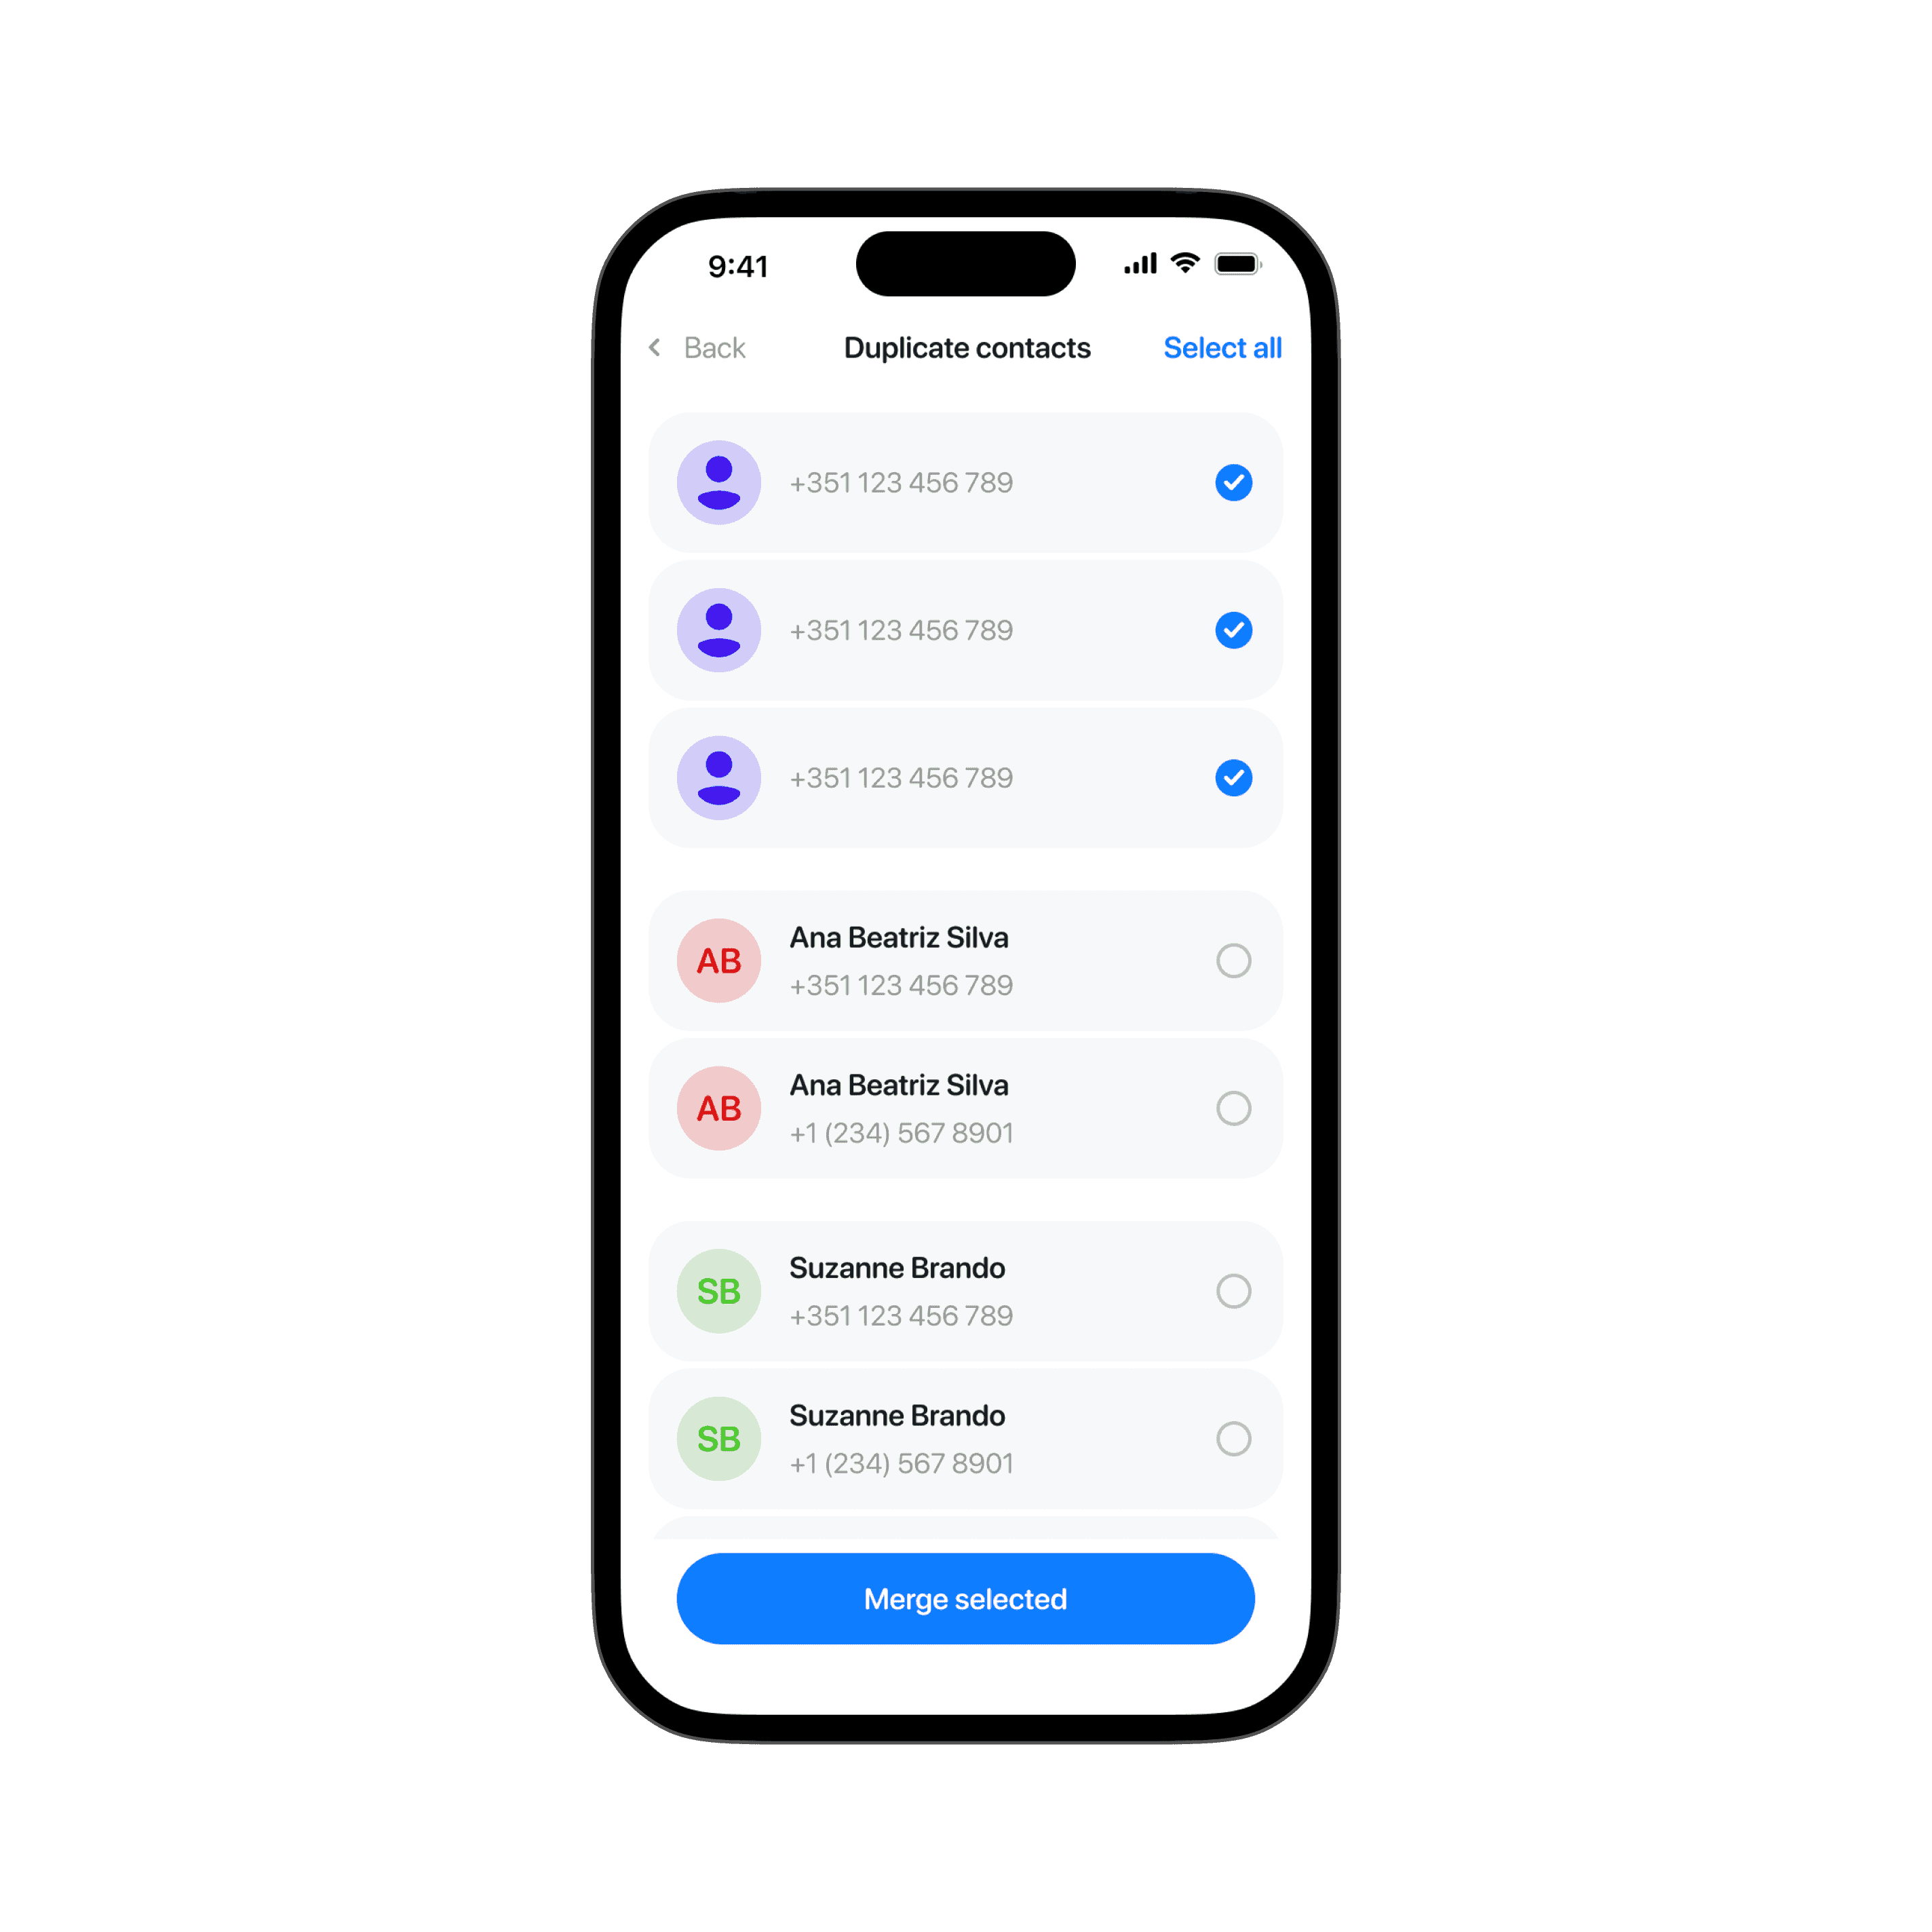 9:41
Back
Duplicate contacts
Select all
+351 123 456 789
+351 123 456 789
+351 123 456 789
AB
Ana Beatriz Silva
+351 123 456 789
AB
Ana Beatriz Silva
+1 (234) 567 8901
SB
Suzanne Brando
+351 123 456 789
SB
Suzanne Brando
+1 (234) 567 8901
Merge selected